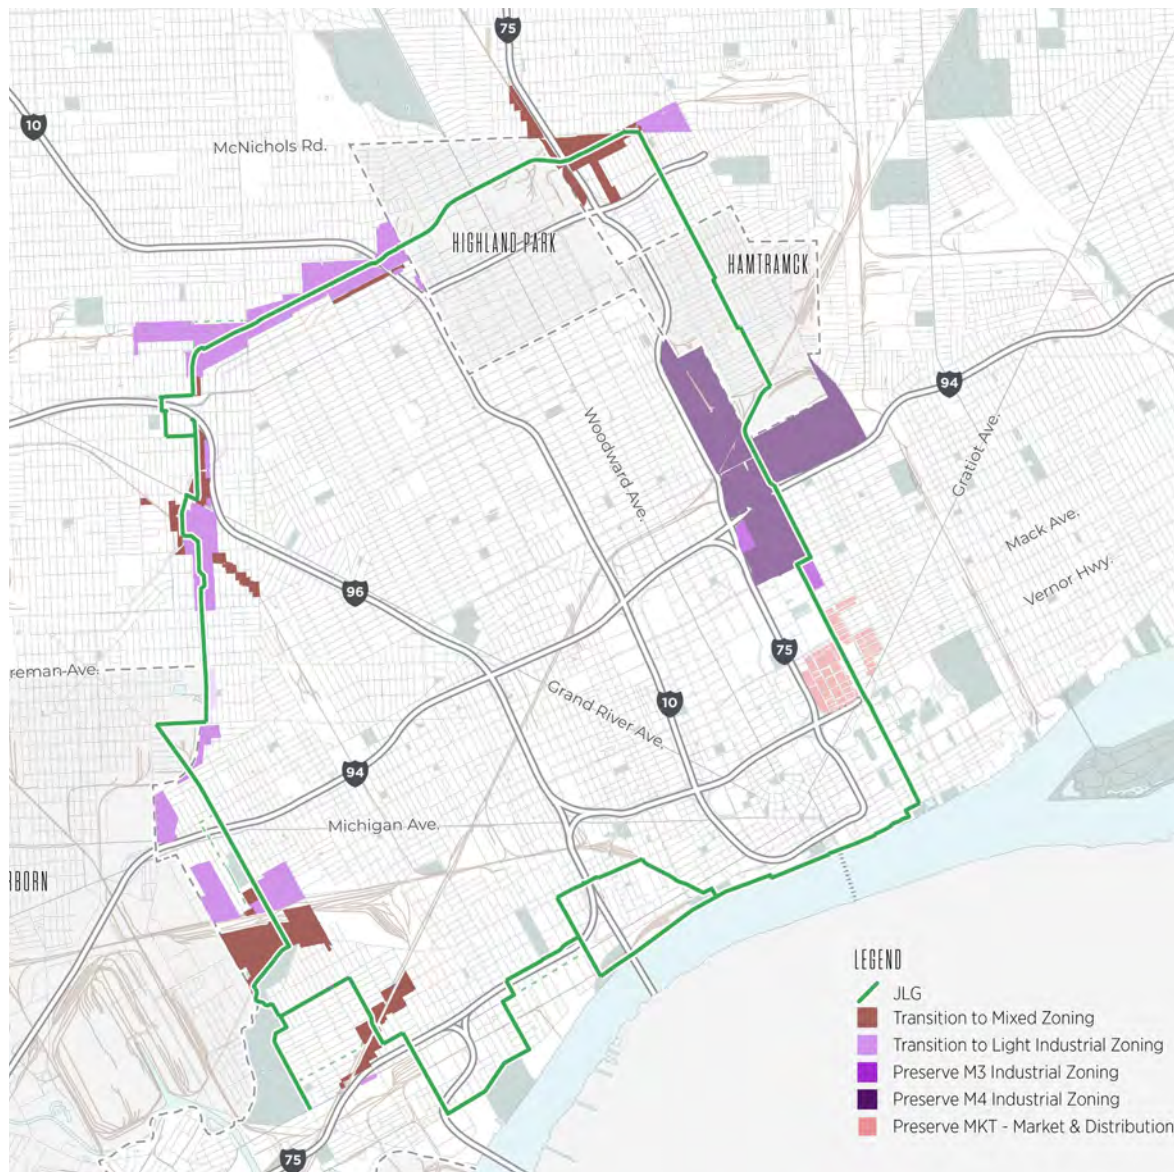 75
10
McNichols Rd.
HIGHLAND PARK
HAMTRAMCK
94
Woodward Ave.
Gratiot Ave.
Mack Ave.
Vernor Hwy.
96
reman Ave.
75
Grand River Ave.
10
94
Michigan Ave.
RBORN
LEGEND
JLG
Transition to Mixed Zoning
Transition to Light Industrial Zoning
Preserve M3 Industrial Zoning
Preserve M4 Industrial Zoning
Preserve MKT - Market & Distribution
75